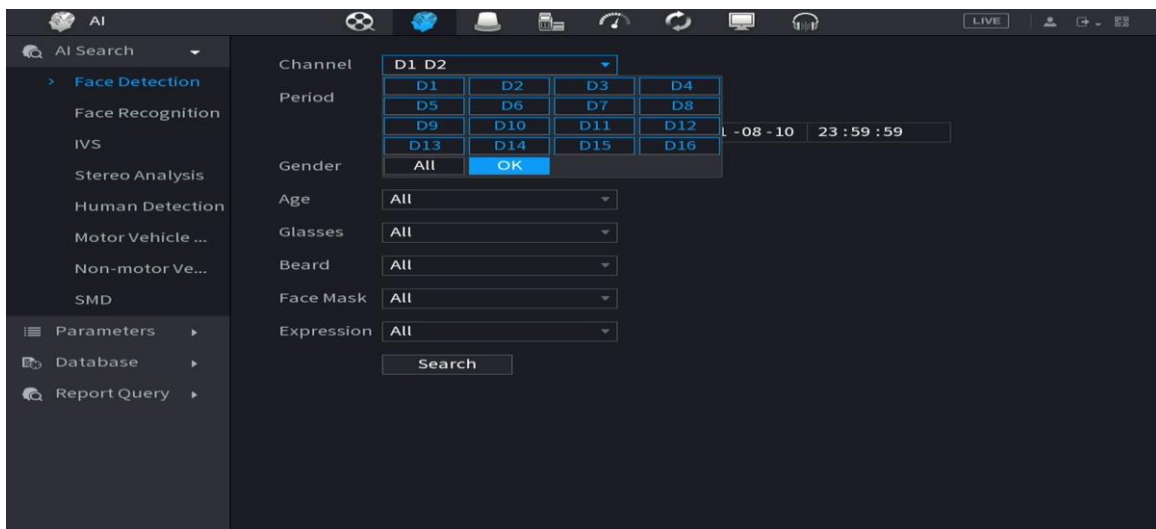 AI
LIVE
AI Search
Face Detection
Face Recognition
IVS
Stereo Analysis
Human Detection
Motor Vehicle ...
Non-motor Ve...
SMD
Parameters
Database
Report Query
Channel D1 D2
D1 D2 D3 D4
Period
D5 D6 D7 D8
D9 D10 D11 D12
-08 -10 23 :59 :59
D13 D14 D15 D16
Gender All OK
Age All
Glasses All
Beard All
Face Mask All
Expression All
Search